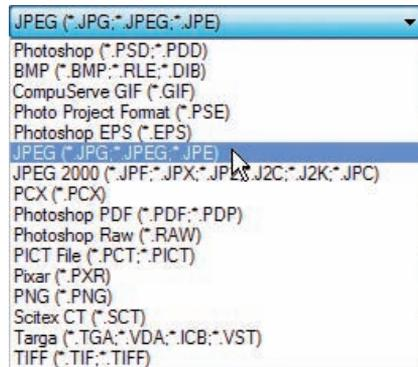 JPEG (*.JPG;*.JPEG;*.JPE)
Photoshop (*.PSD;*.PDD)
BMP (*.BMP;*.RLE;*.DIB)
CompuServe GIF (*.GIF)
Photo Project Format (*.PSE)
Photoshop EPS (*.EPS)
JPEG (*.JPG;*.JPEG;*.JPE)
JPEG 2000 (*.JPF;*.JPX;*.JP2;*.J2C;*.J2K;*.JPC)
PCX (*.PCX)
Photoshop PDF (*.PDF;*.PDP)
Photoshop Raw (*.RAW)
PICT File (*.PCT;*.PICT)
Pixar (*.PXR)
PNG (*.PNG)
Scitex CT (*.SCT)
Targa (*.TGA;*.VDA;*.ICB;*.VST)
TIFF (*.TIF;*.TIFF)